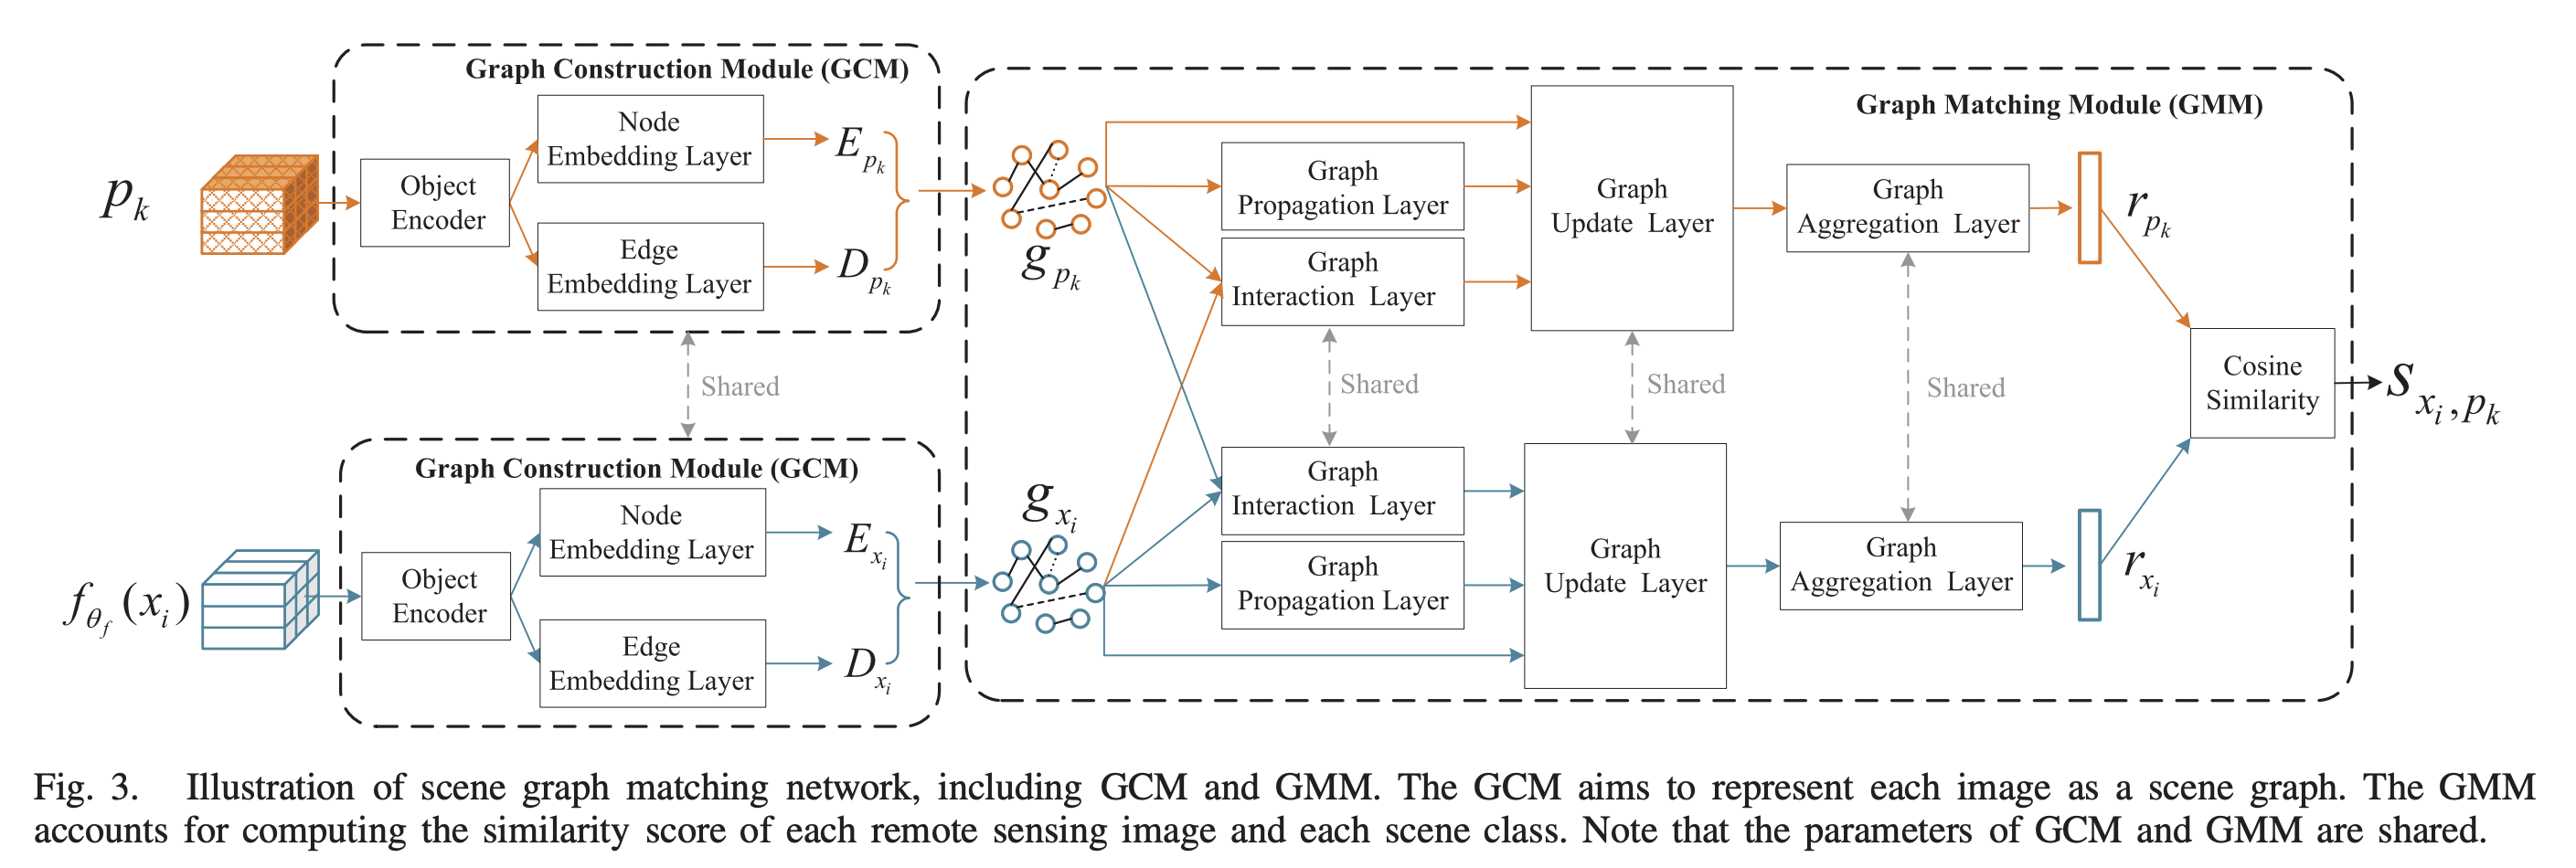 Graph Construction Module (GCM)
p_k
Object
Encoder
Node
Embedding Layer
Edge
Embedding Layer
E_{p_k}
D_{p_k}
Shared
Graph Construction Module (GCM)
f_{θ_f}(x_i)
Object
Encoder
Node
Embedding Layer
Edge
Embedding Layer
E_{x_i}
D_{x_i}
Graph Matching Module (GMM)
g_{p_k}
Graph
Propagation Layer
Graph
Interaction Layer
Graph
Update Layer
Graph
Aggregation Layer
r_{p_k}
Shared
Shared
Shared
Cosine
Similarity
S_{x_i, p_k}
g_{x_i}
Graph
Interaction Layer
Graph
Propagation Layer
Graph
Update Layer
Graph
Aggregation Layer
r_{x_i}
Fig. 3. Illustration of scene graph matching network, including GCM and GMM. The GCM aims to represent each image as a scene graph. The GMM
accounts for computing the similarity score of each remote sensing image and each scene class. Note that the parameters of GCM and GMM are shared.